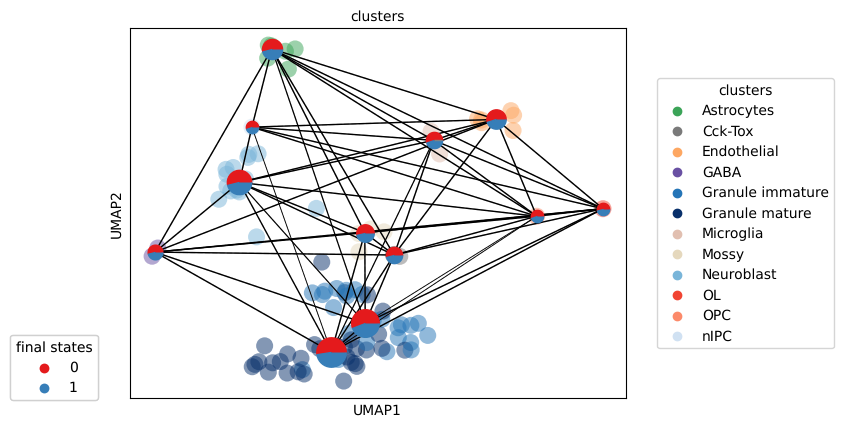 clusters
UMAP2
UMAP1
final states
0
1
clusters
Astrocytes
Cck-Tox
Endothelial
GABA
Granule immature
Granule mature
Microglia
Mossy
Neuroblast
OL
OPC
nIPC